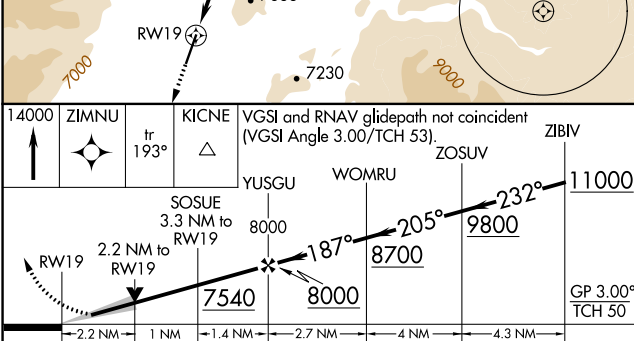 7000
RW19
7230
9000
14000
ZIMNU
tr
193°
KICNE
VGSI and RNAV glidepath not coincident
(VGSI Angle 3.00/TCH 53).
ZIBIV
ZOSUV
WOMRU
YUSGU
SOSUE
3.3 NM to
RW19
2.2 NM to
RW19
RW19
8000
187°
205°
232°
11000
9800
8700
8000
7540
GP 3.00°
TCH 50
2.2 NM
1 NM
1.4 NM
2.7 NM
4 NM
4.3 NM